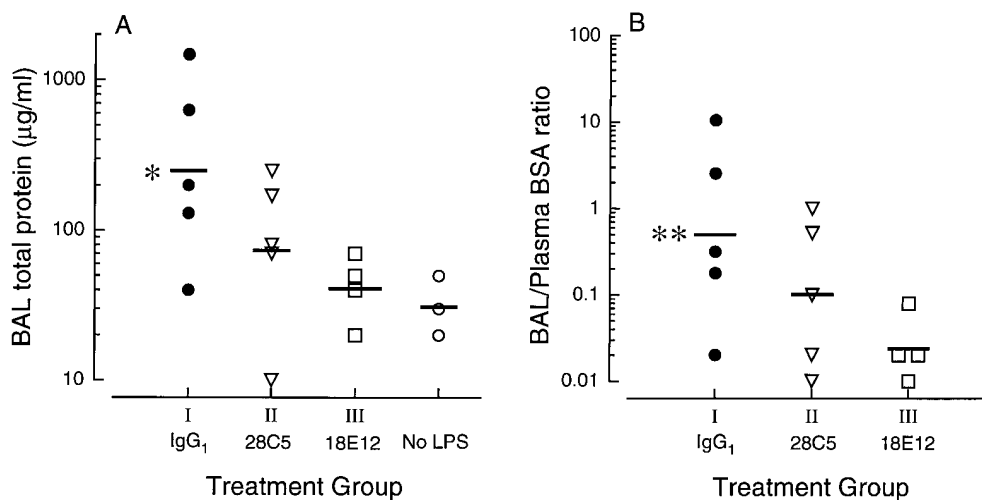 A
BAL total protein (μg/ml)
1000
100
10
*
I
II
III
IgG1
28C5
18E12
No LPS
Treatment Group
B
BAL/Plasma BSA ratio
100
10
1
0.1
0.01
**
I
II
III
IgG1
28C5
18E12
Treatment Group